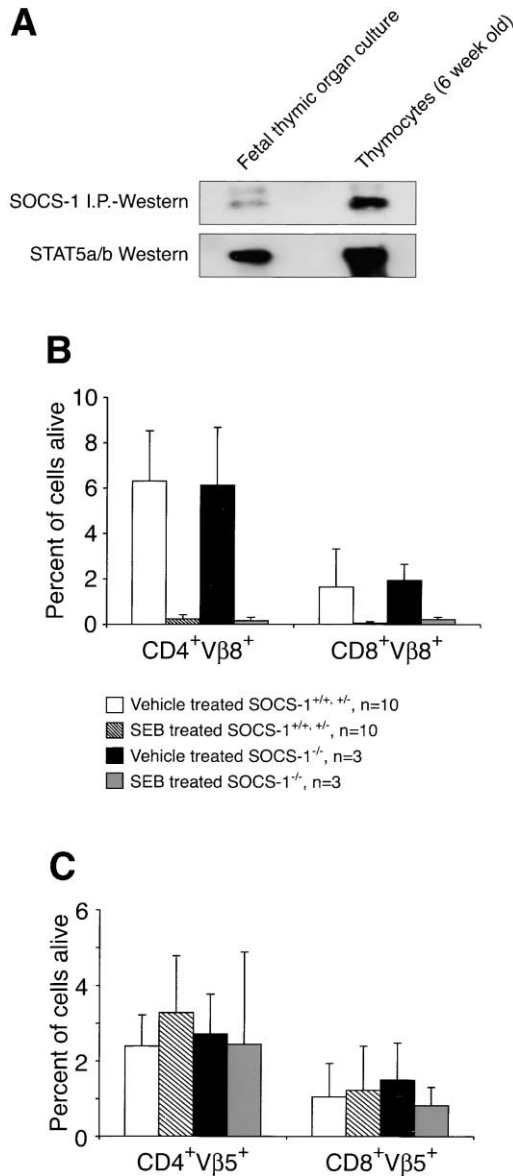 A
Fetal thymic organ culture
Thymocytes (6 week old)
SOCS-1 I.P.-Western
STAT5a/b Western
B
Percent of cells alive
10
8
6
4
2
0
CD4+Vβ8+
CD8+Vβ8+
Vehicle treated SOCS-1+/+, +/-, n=10
SEB treated SOCS-1+/+, +/-, n=10
Vehicle treated SOCS-1-/-, n=3
SEB treated SOCS-1-/-, n=3
C
Percent of cells alive
6
4
2
0
CD4+Vβ5+
CD8+Vβ5+